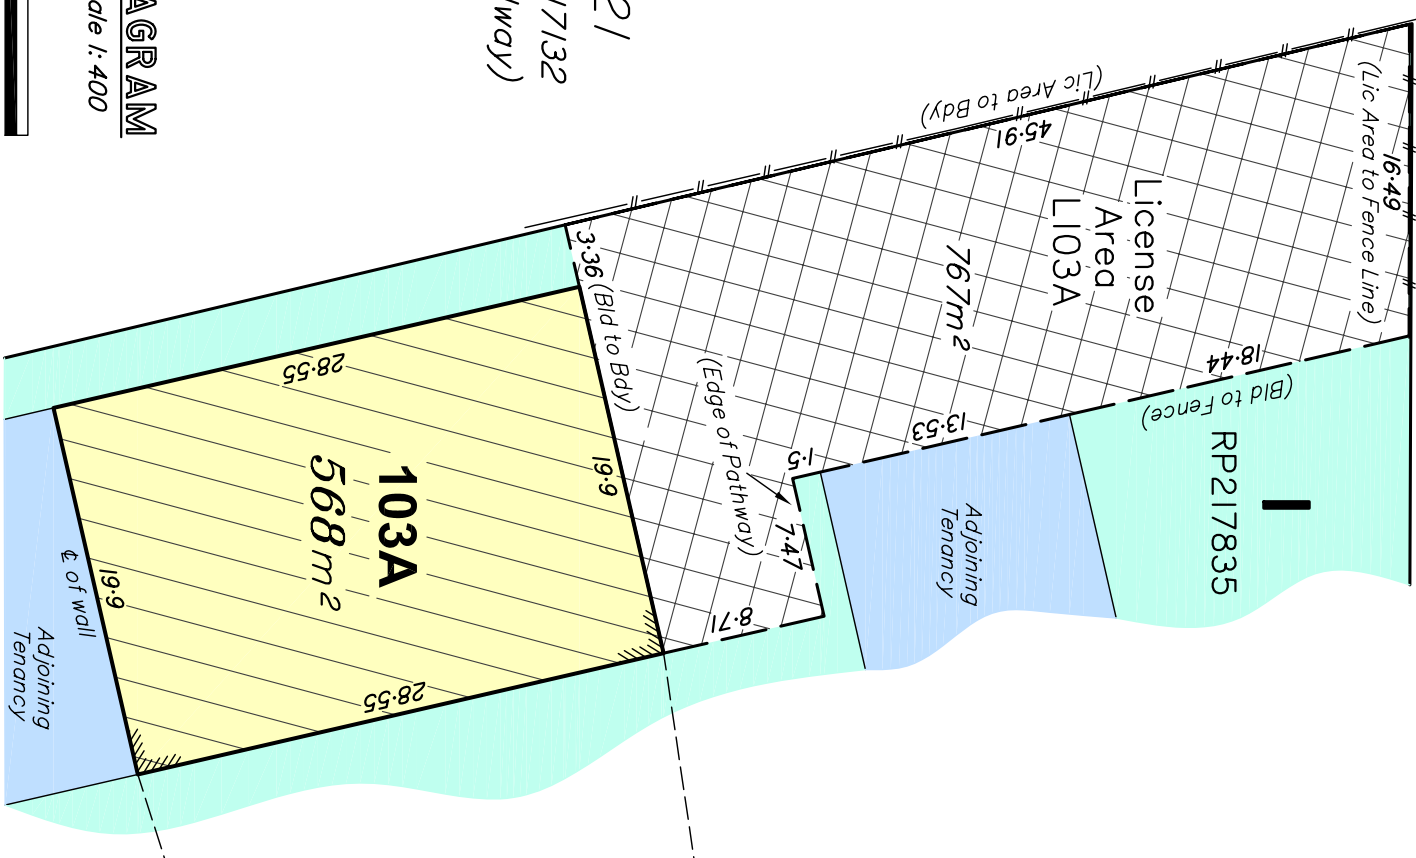 AGRAM
ale 1:400
21
17132
lway)
(Lic Area to Bdy)
45·91
16·49
(Lic Area to Fence Line)
License
Area
L103A
767m²
18·44
(Bld to Fence)
13·53
1·5
3·36 (Bld to Bdy)
(Edge of Pathway)
7·47
8·71
1
RP217835
Adjoining
Tenancy
28·55
19·9
103A
568m²
28·55
19·9
℄ of wall
Adjoining
Tenancy